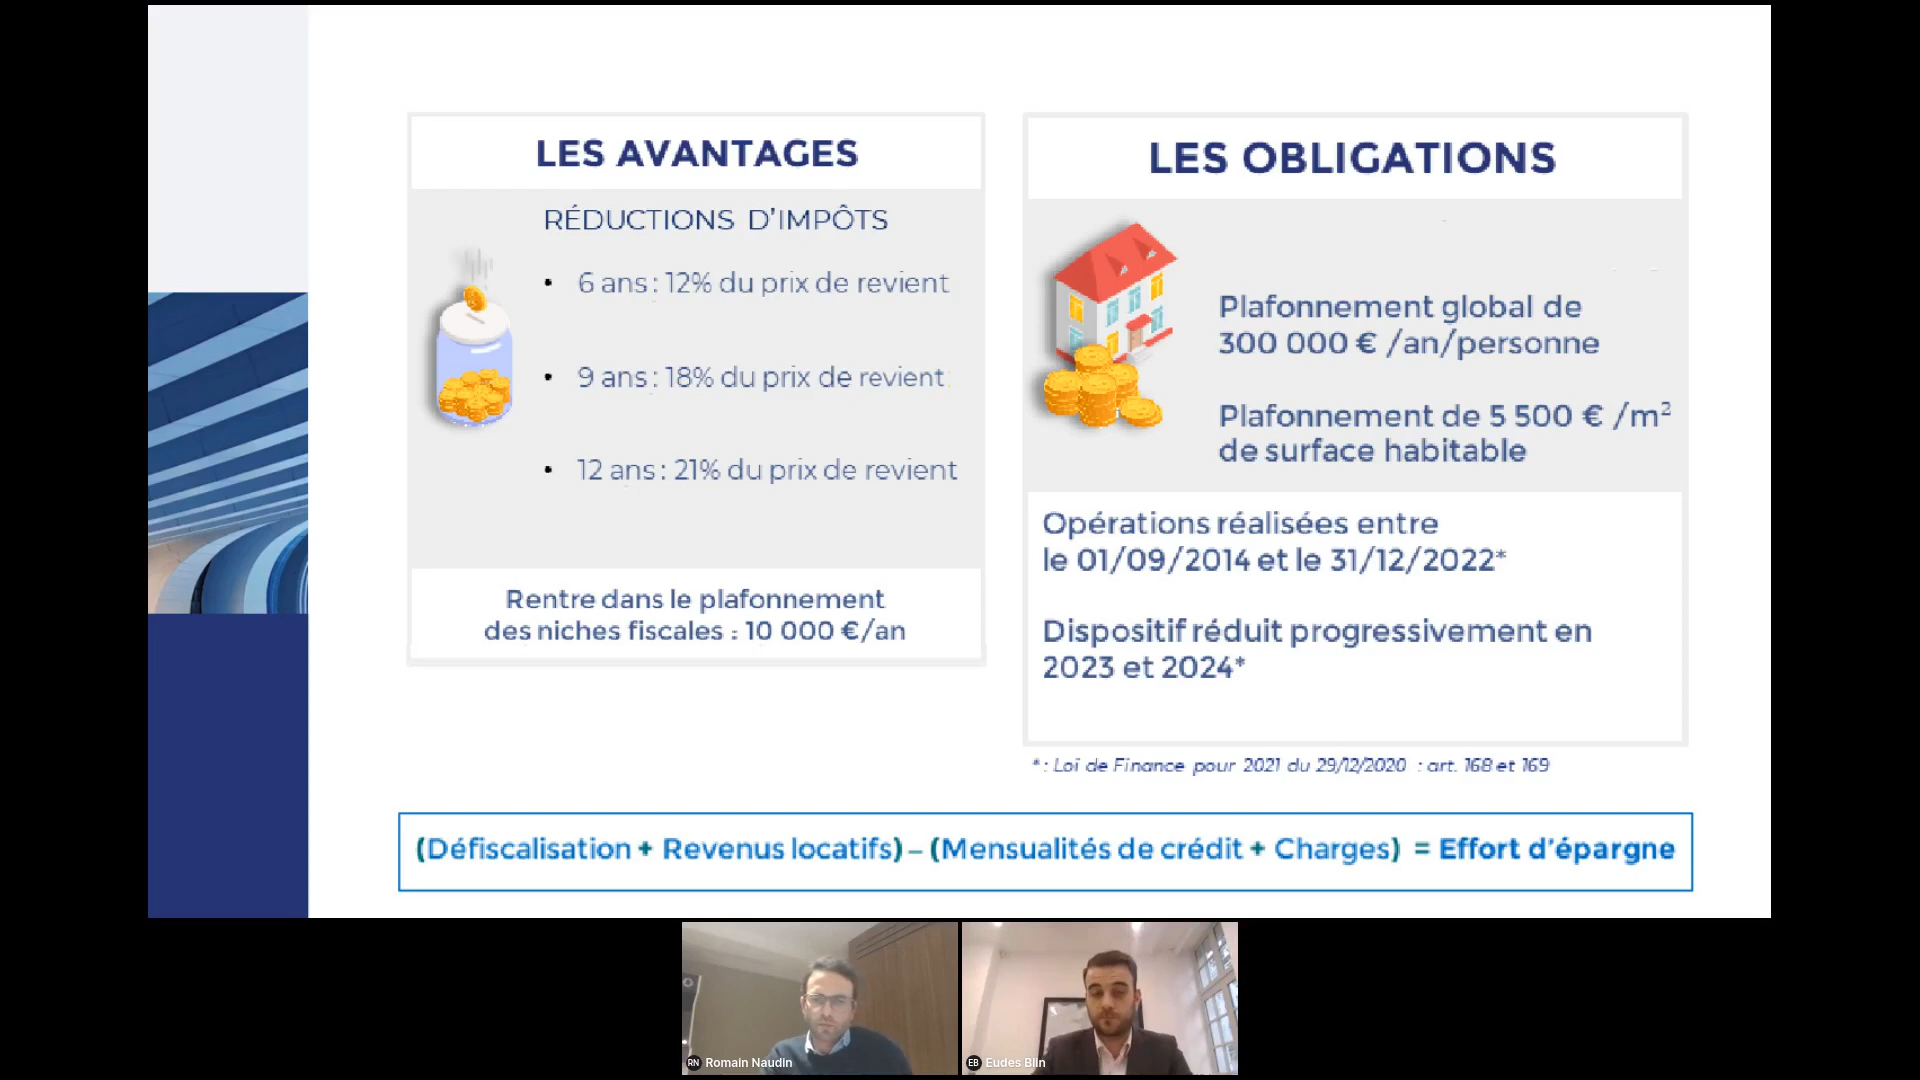 LES AVANTAGES
RÉDUCTIONS D'IMPÔTS
• 6 ans : 12% du prix de revient
• 9 ans : 18% du prix de revient
• 12 ans : 21% du prix de revient
Rentre dans le plafonnement
des niches fiscales : 10 000 €/an
LES OBLIGATIONS
Plafonnement global de
300 000 € /an/personne
Plafonnement de 5 500 € /m²
de surface habitable
Opérations réalisées entre
le 01/09/2014 et le 31/12/2022*
Dispositif réduit progressivement en
2023 et 2024*
* : Loi de Finance pour 2021 du 29/12/2020 : art. 168 et 169
(Défiscalisation + Revenus locatifs) – (Mensualités de crédit + Charges) = Effort d'épargne
RN Romain Naudin
EB Eudes Blin